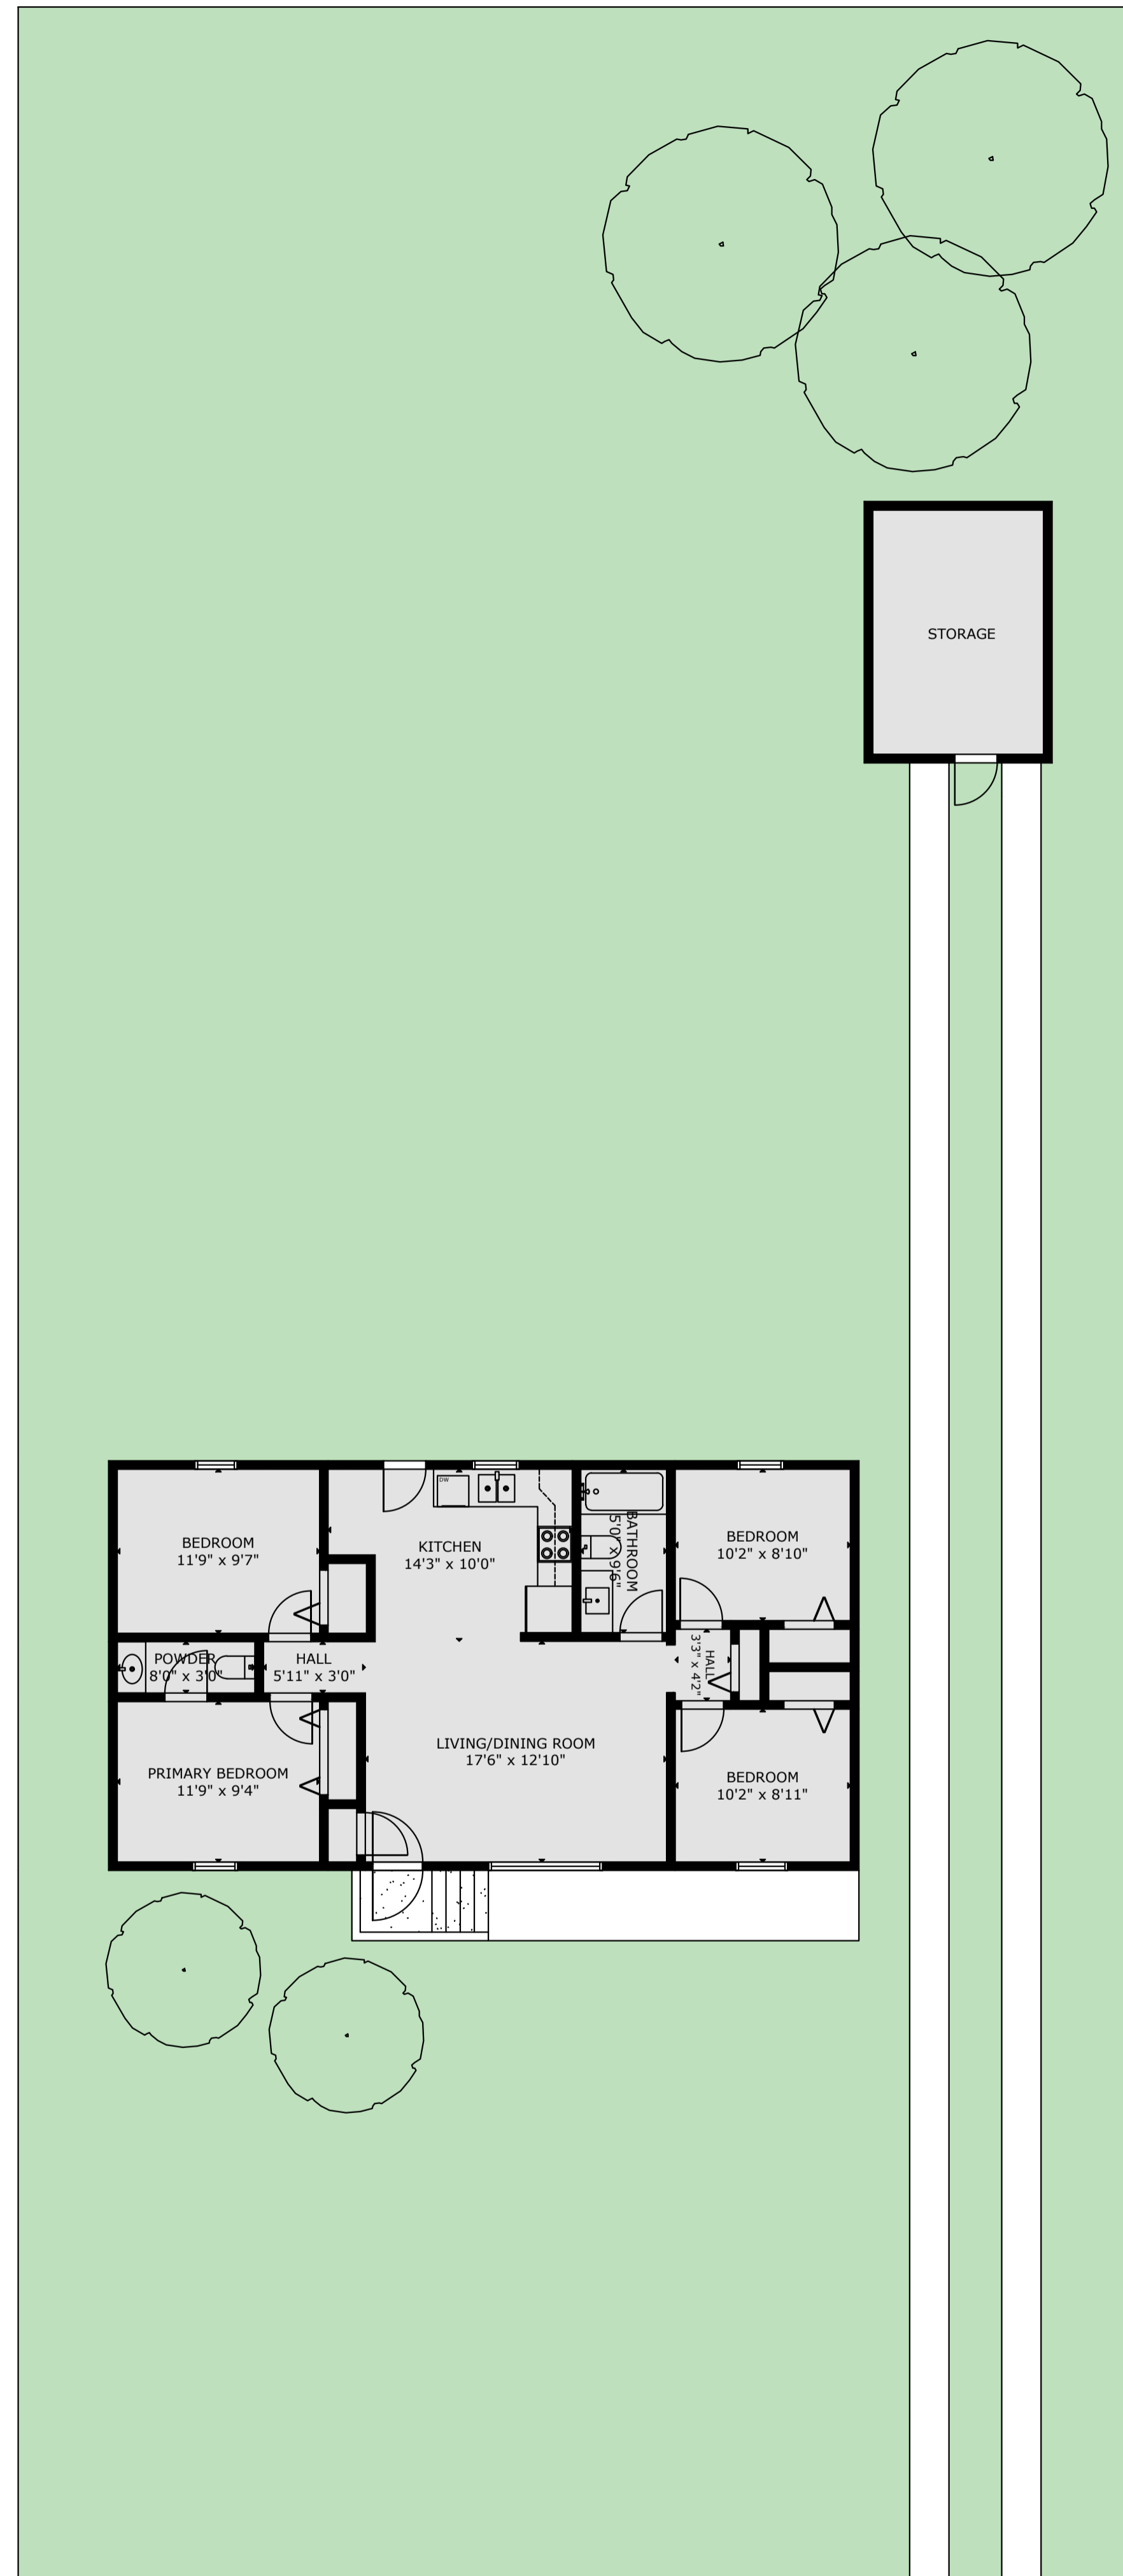 STORAGE
DW
BEDROOM
11'9" x 9'7"
KITCHEN
14'3" x 10'0"
BATHROOM
5'0" x 9'6"
BEDROOM
10'2" x 8'10"
POWDER
8'0" x 3'0"
HALL
5'11" x 3'0"
HALL
3'3" x 4'2"
LIVING/DINING ROOM
17'6" x 12'10"
PRIMARY BEDROOM
11'9" x 9'4"
BEDROOM
10'2" x 8'11"